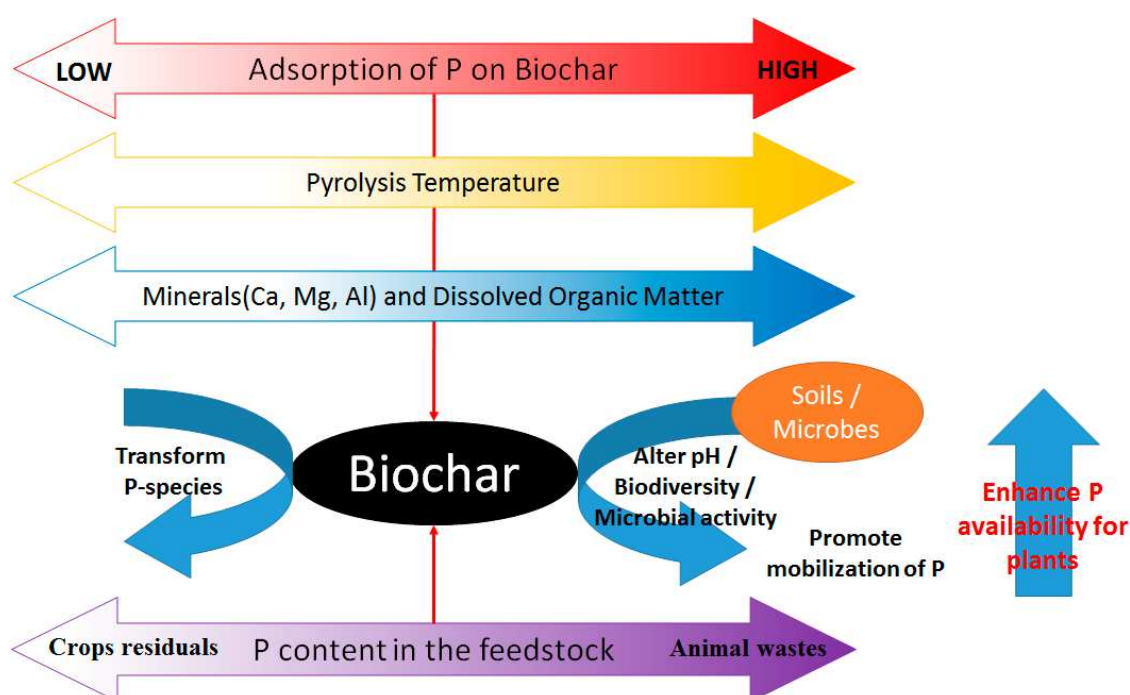 LOW
Adsorption of P on Biochar
HIGH
Pyrolysis Temperature
Minerals(Ca, Mg, Al) and Dissolved Organic Matter
Soils /
Microbes
Transform
P-species
Biochar
Alter pH /
Biodiversity /
Microbial activity
Promote
mobilization of P
Enhance P
availability for
plants
Crops residuals
P content in the feedstock
Animal wastes